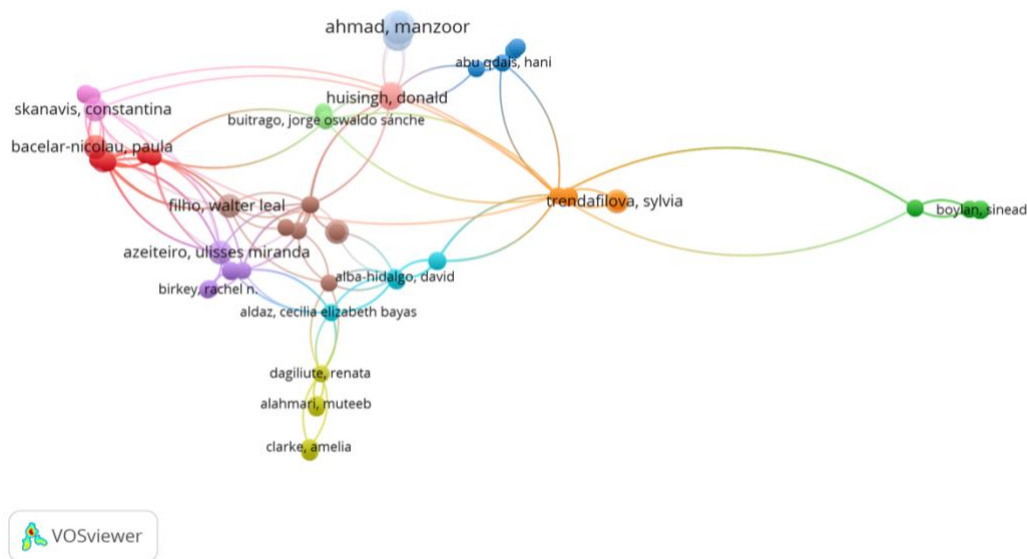 ahmad, manzoor
abu qdais, hani
huisingh, donald
skanavis, constantina
buitrago, jorge oswaldo sánche
bacelar-nicolau, paula
trendafilova, sylvia
filho, walter leal
boylan, sinead
azeiteiro, ulisses miranda
alba-hidalgo, david
birkey, rachel n.
aldaz, cecilia elizabeth bayas
dagiliute, renata
alahmari, muteeb
clarke, amelia
VOSviewer